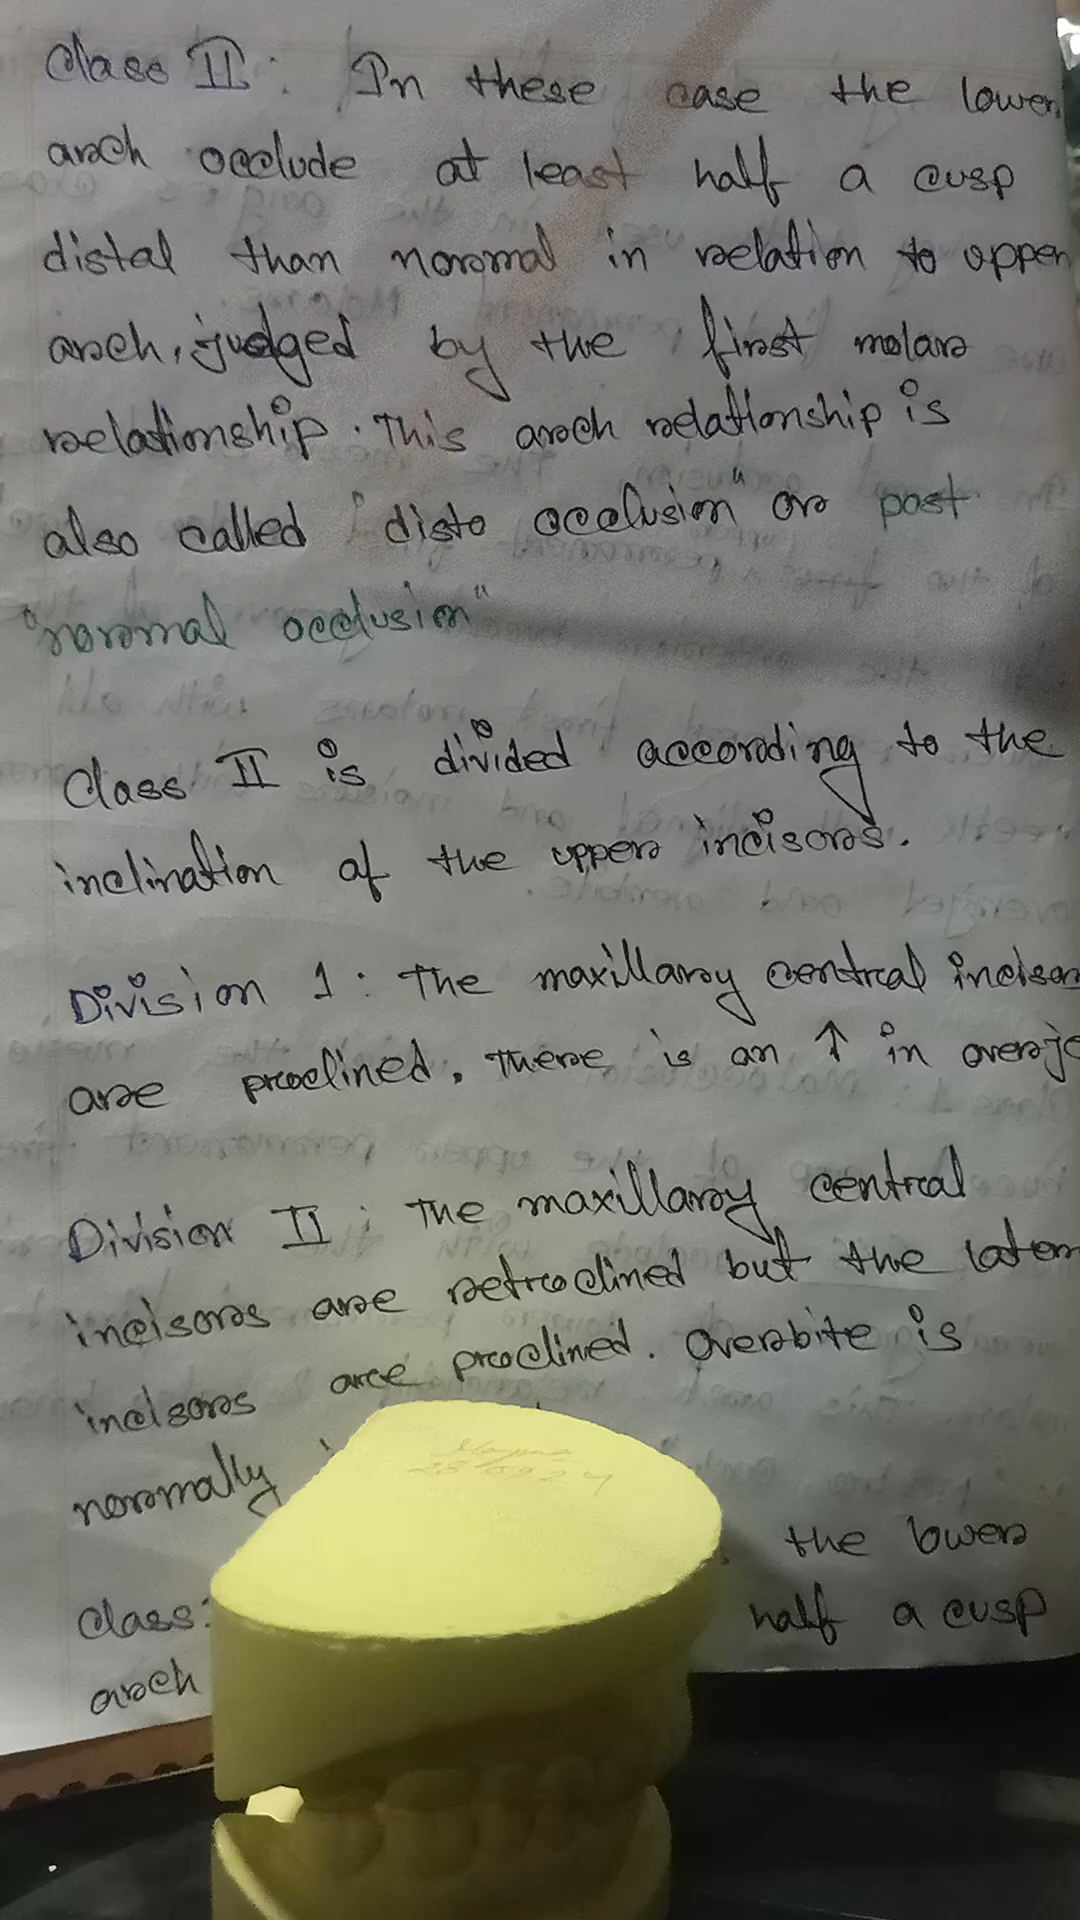 Class II: In these case the lower
arch occlude at least half a cusp
distal than normal in relation to upper
arch, judged by the first molar
relationship. This arch relationship is
also called "disto occlusion" or post
"normal occlusion"
Class II is divided according to the
inclination of the upper incisors.
Division 1: The maxillary central incisor
are proclined. There is an ↑ in overje
Division II: The maxillary central
incisors are retroclined but the later
incisors are proclined. Overbite is
normally
the lower
Class:
half a cusp
arch